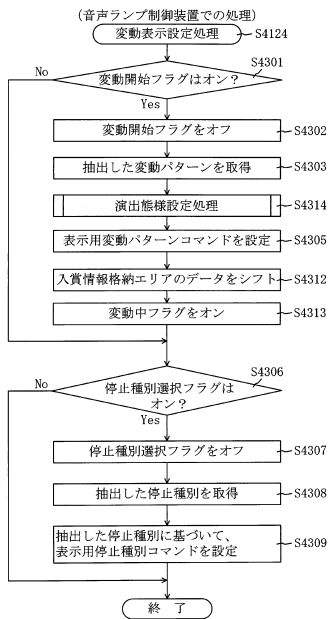 (音声ランプ制御装置での処理)
変動表示設定処理
S4124
変動開始フラグはオン?
S4301
No
Yes
変動開始フラグをオフ
S4302
抽出した変動パターンを取得
S4303
演出態様設定処理
S4314
表示用変動パターンコマンドを設定
S4305
入賞情報格納エリアのデータをシフト
S4312
変動中フラグをオン
S4313
停止種別選択フラグは
オン?
S4306
No
Yes
停止種別選択フラグをオフ
S4307
抽出した停止種別を取得
S4308
抽出した停止種別に基づいて、
表示用停止種別コマンドを設定
S4309
終了